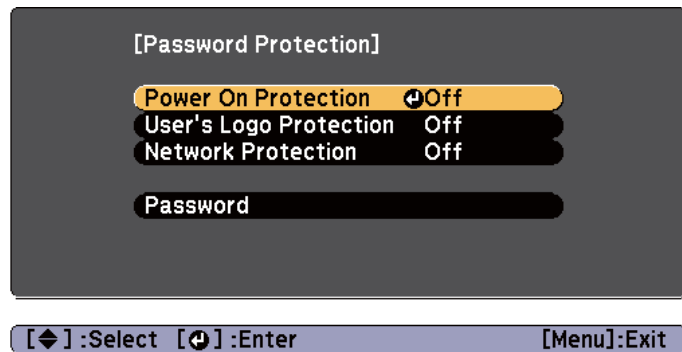 [Password Protection]
Power On Protection Off
User's Logo Protection Off
Network Protection Off
Password
[◆] :Select [↵] :Enter [Menu]:Exit